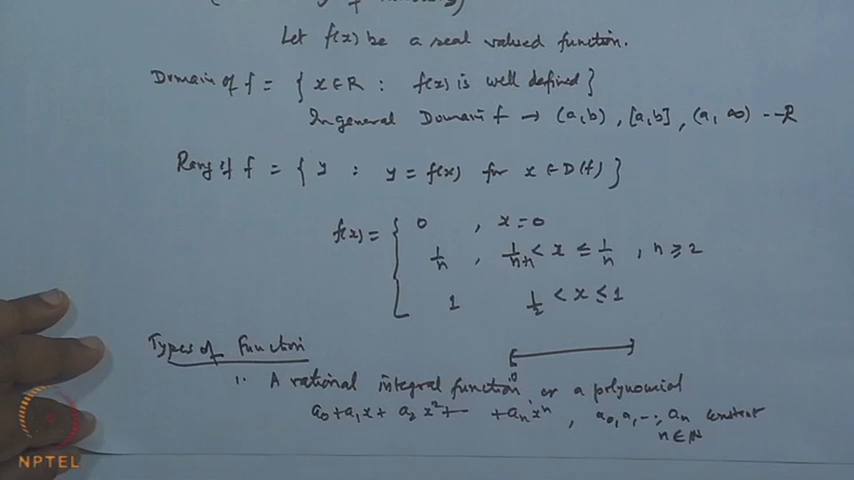 Let f(x) be a real valued function.
Domain of f = { x ∈ R : f(x) is well defined }
In general Domain f → (a, b), [a, b], (a, ∞) -- R
Range of f = { y : y = f(x) for x ∈ D(f) }
f(x) = { 0 , x = 0
1/n , 1/n+1 < x ≤ 1/n , n ≥ 2
1 1/2 < x ≤ 1
Types of Function
1. A rational integral function or a polynomial
a0 + a1x + a2x² + -- + anxⁿ , a0, a1, --, an constant
n ∈ N
NPTEL